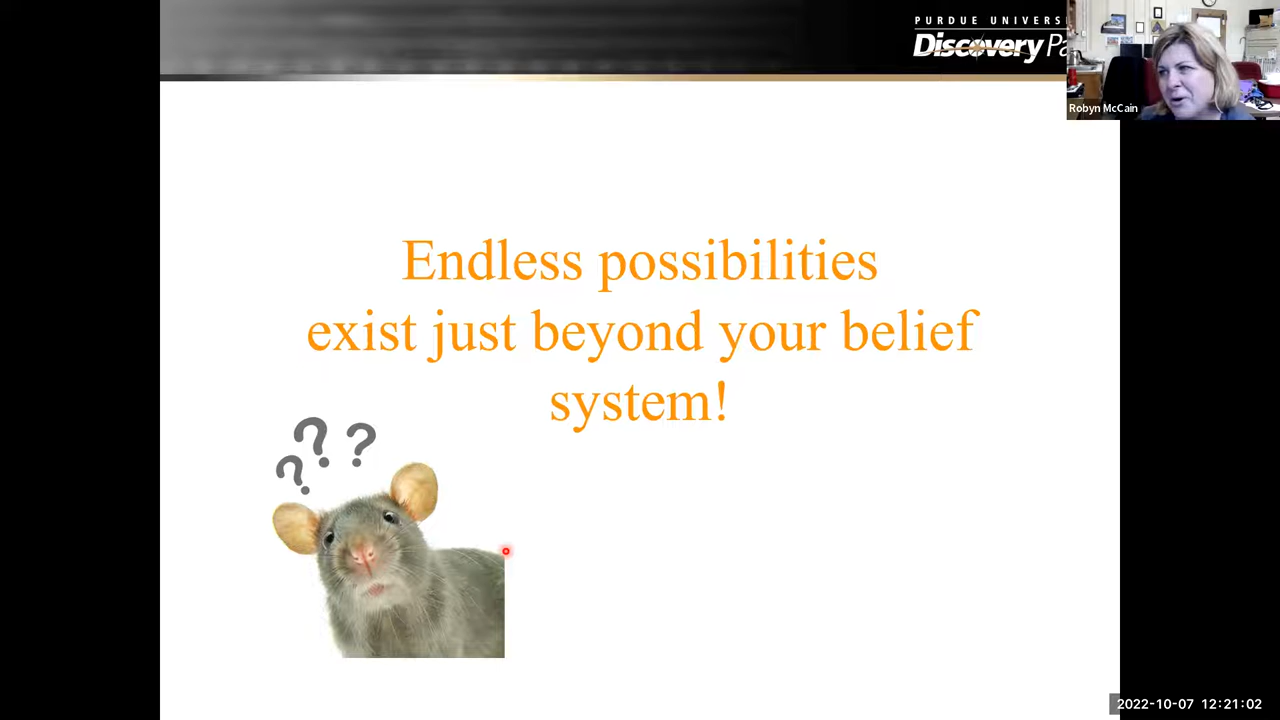 PURDUE UNIVERS
Discovery Pa
Robyn McCain
Endless possibilities
exist just beyond your belief
system!
? ? ?
2022-10-07 12:21:02